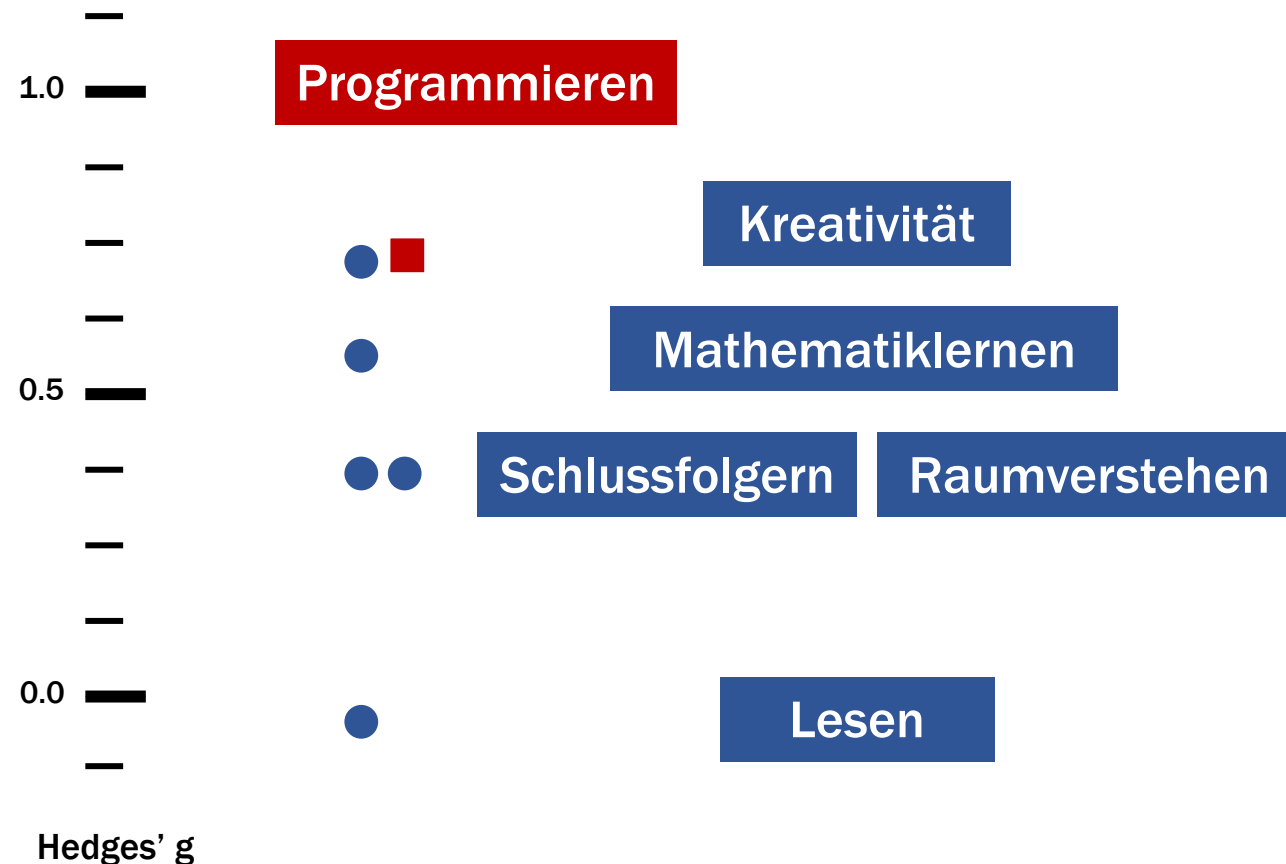 1.0
Programmieren
Kreativität
Mathematiklernen
0.5
Schlussfolgern
Raumverstehen
0.0
Lesen
Hedges’ g